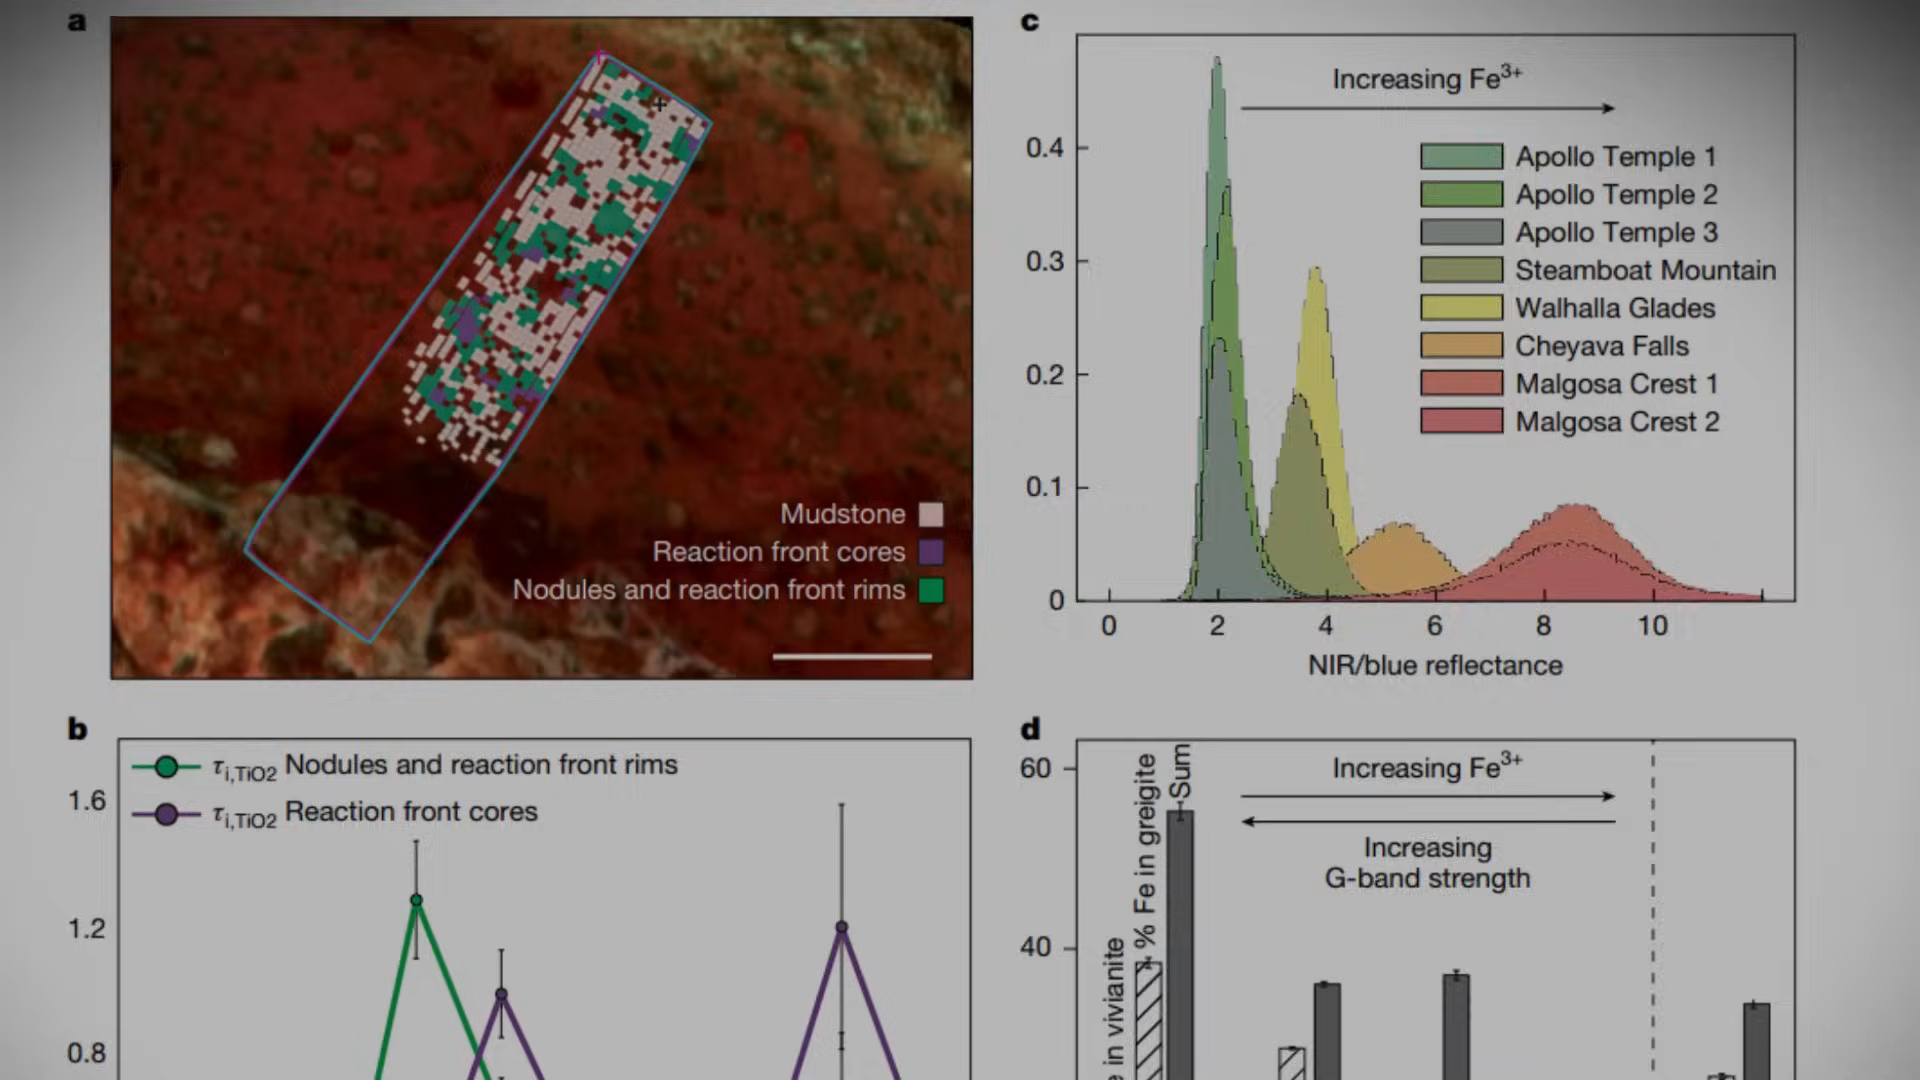 a
Mudstone
Reaction front cores
Nodules and reaction front rims
c
Increasing Fe³⁺
Apollo Temple 1
Apollo Temple 2
Apollo Temple 3
Steamboat Mountain
Walhalla Glades
Cheyava Falls
Malgosa Crest 1
Malgosa Crest 2
0.4
0.3
0.2
0.1
0
0 2 4 6 8 10
NIR/blue reflectance
b
τi,TiO2 Nodules and reaction front rims
τi,TiO2 Reaction front cores
1.6
1.2
0.8
d
60
40
e in vivianite
% Fe in greigite
Sum
Increasing Fe³⁺
Increasing
G-band strength